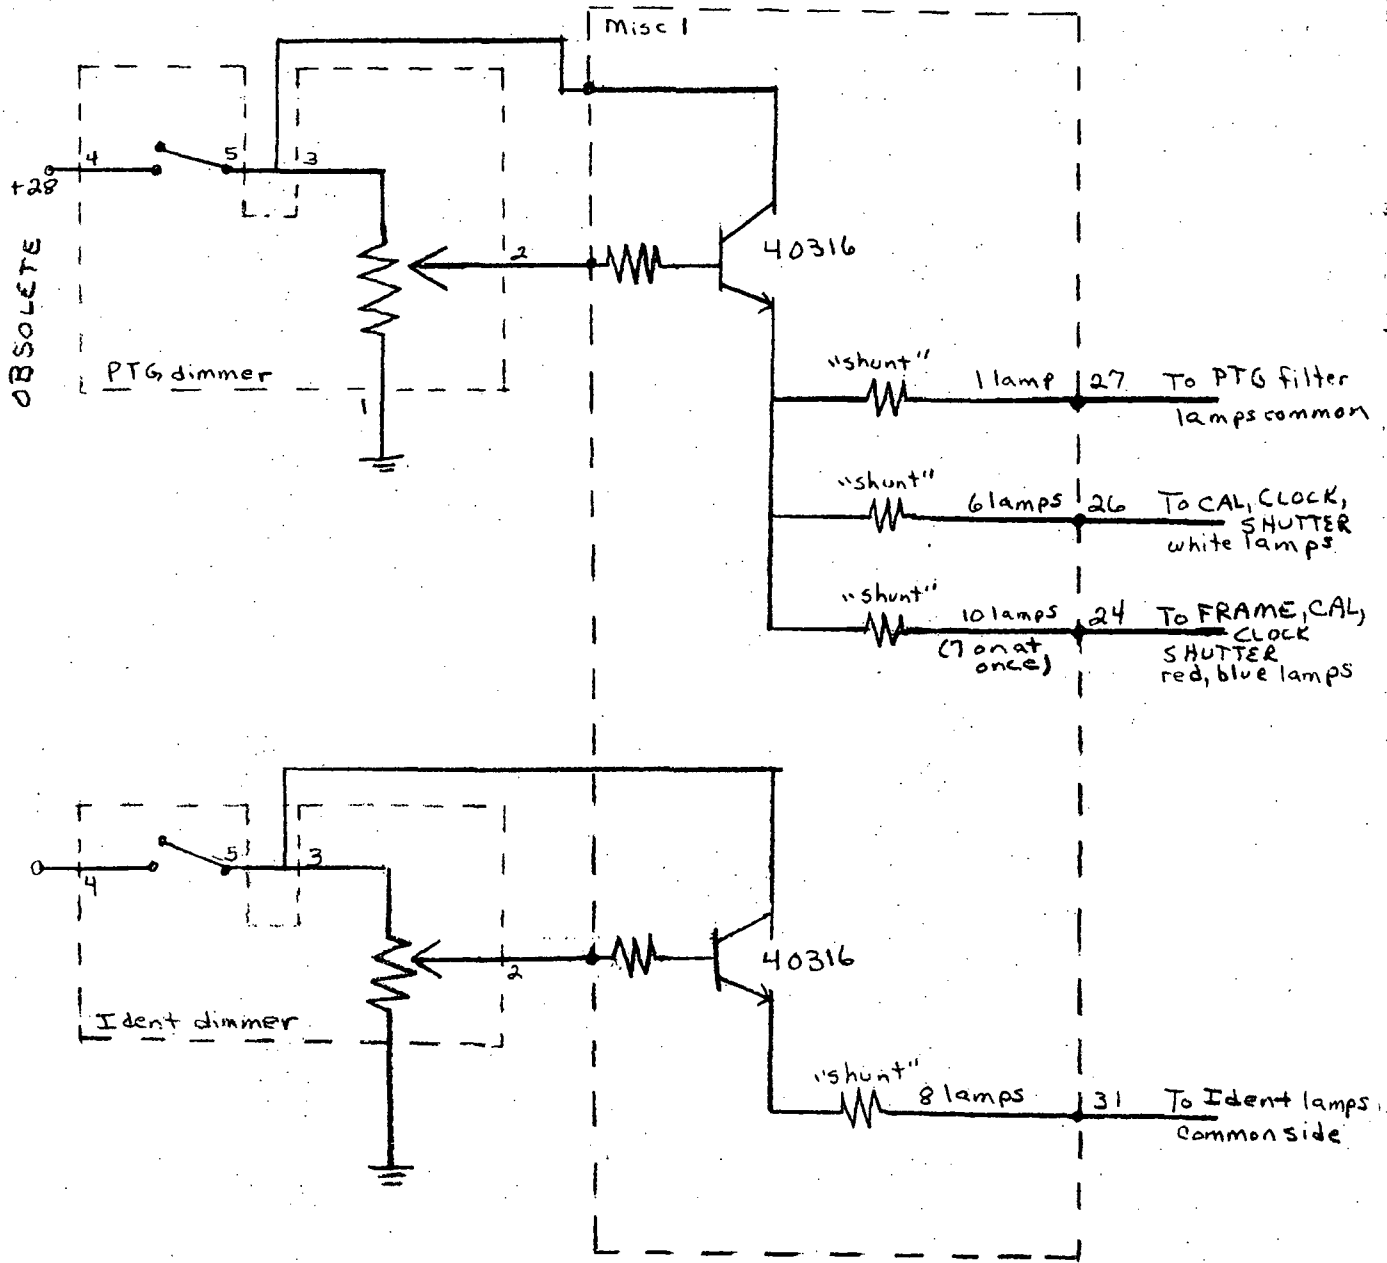 Misc 1
4
5
3
+28
OBSOLETE
2
40316
PTG dimmer
1
"shunt"
1 lamp
27
To PTG filter
lamps common
"shunt"
6 lamps
26
To CAL, CLOCK,
SHUTTER
white lamps
"shunt"
10 lamps
(7 on at
once)
24
To FRAME, CAL,
CLOCK
SHUTTER
red, blue lamps
4
5
3
2
40316
Ident dimmer
"shunt"
8 lamps
31
To Ident lamps
common side